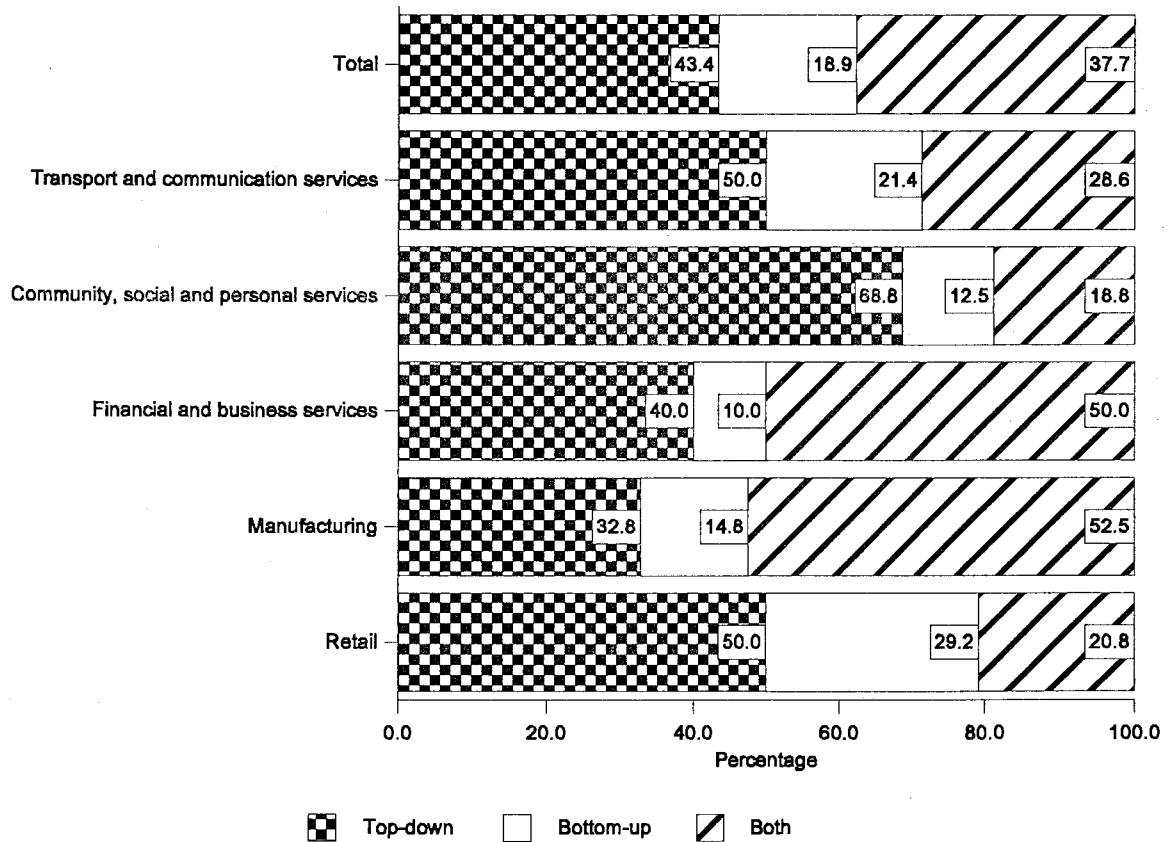 Total 43.4 18.9 37.7
Transport and communication services 50.0 21.4 28.6
Community, social and personal services 68.8 12.5 18.8
Financial and business services 40.0 10.0 50.0
Manufacturing 32.8 14.8 52.5
Retail 50.0 29.2 20.8
0.0 20.0 40.0 60.0 80.0 100.0
Percentage
Top-down Bottom-up Both